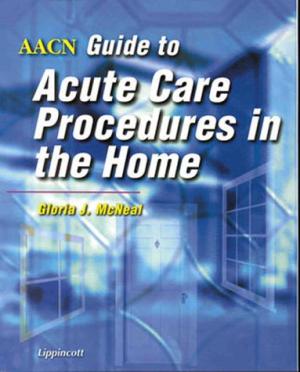 AACN Guide to
Acute Care
Procedures in
the Home
Gloria J. McNeal
Lippincott